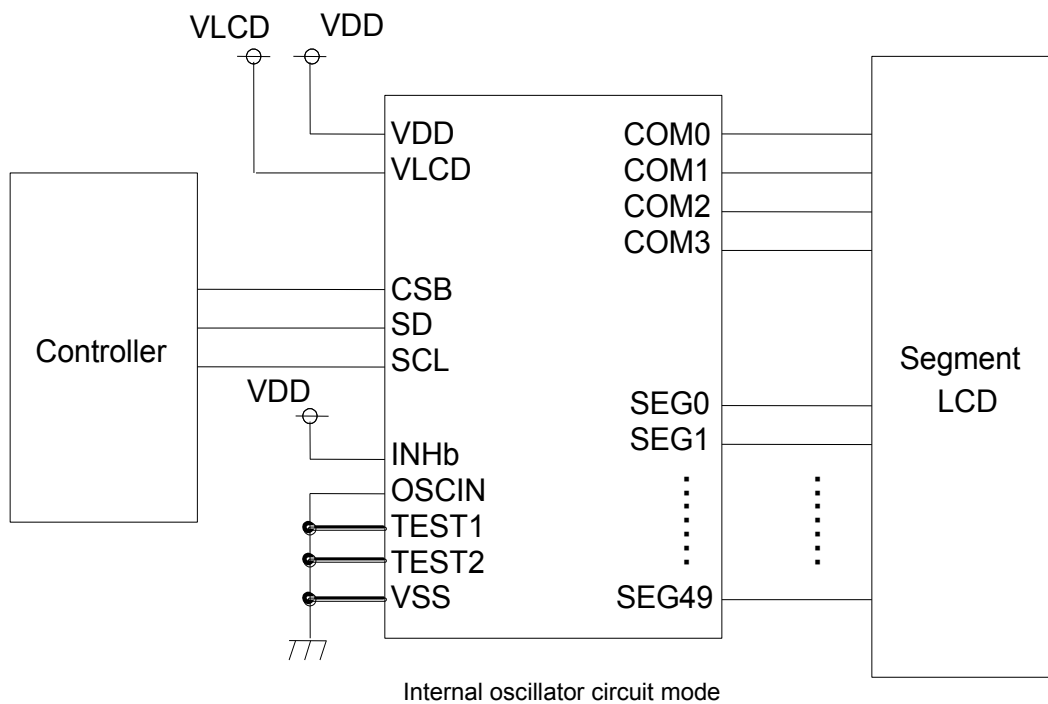 VLCD
VDD
VDD
VLCD
CSB
SD
SCL
VDD
INHb
OSCIN
TEST1
TEST2
VSS
COM0
COM1
COM2
COM3
SEG0
SEG1
SEG49
Controller
Segment
LCD
Internal oscillator circuit mode